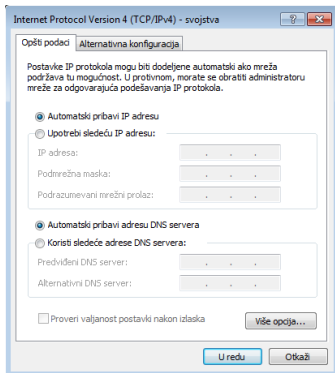 Internet Protocol Version 4 (TCP/IPv4) - svojstva
Opšti podaci
Alternativna konfiguracija
Postavke IP protokola mogu biti dodeljene automatski ako mreža
podržava tu mogućnost. U protivnom, morate se obratiti administratoru
mreže za odgovarajuća podešavanja IP protokola.
Automatski pribavi IP adresu
Upotrebi sledeću IP adresu:
IP adresa:
Podmrežna maska:
Podrazumevani mrežni prolaz:
Automatski pribavi adresu DNS servera
Koristi sledeće adrese DNS servera:
Predviđeni DNS server:
Alternativni DNS server:
Proveri valjanost postavki nakon izlaska
Više opcija...
U redu
Otkaži